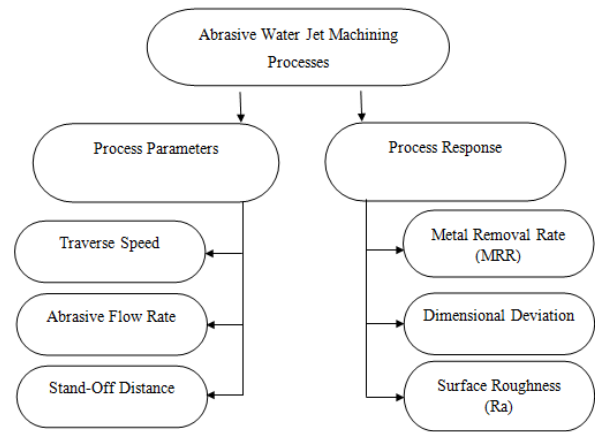 Abrasive Water Jet Machining
Processes
Process Parameters
Process Response
Traverse Speed
Abrasive Flow Rate
Stand-Off Distance
Metal Removal Rate
(MRR)
Dimensional Deviation
Surface Roughness
(Ra)